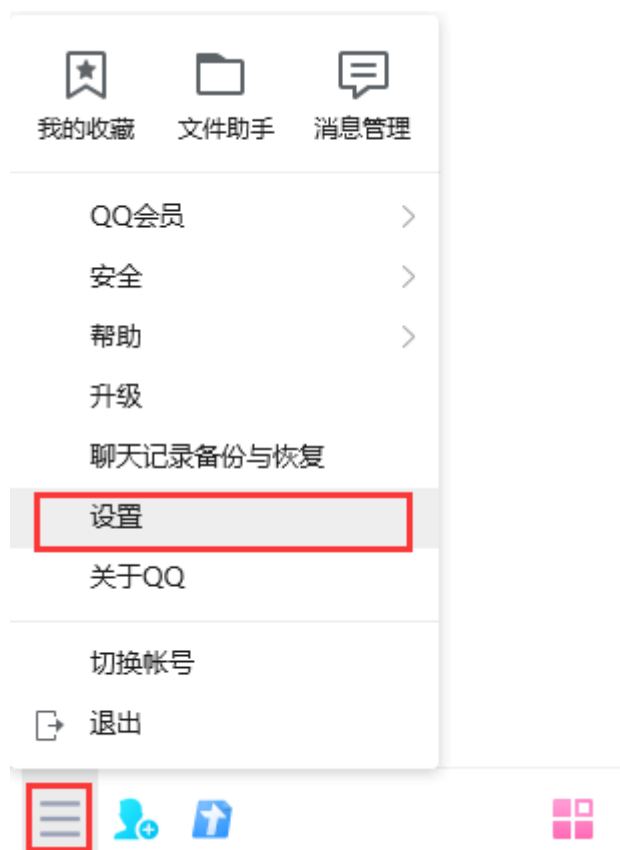 我的收藏 文件助手 消息管理
QQ会员
安全
帮助
升级
聊天记录备份与恢复
设置
关于QQ
切换帐号
退出